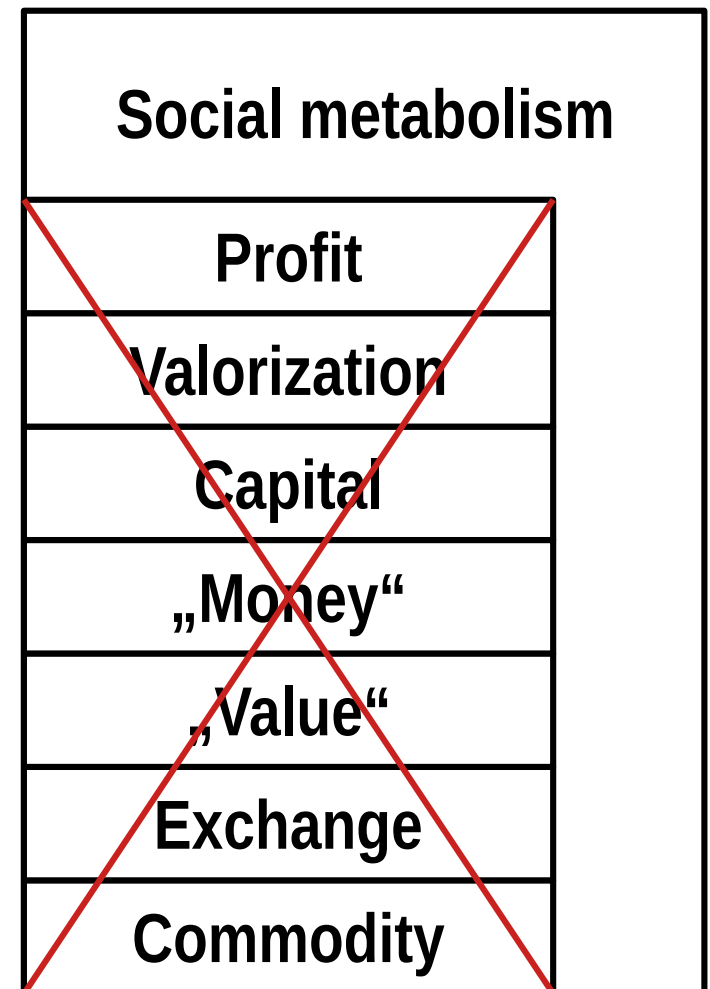 Social metabolism
Profit
Valorization
Capital
„Money“
„Value“
Exchange
Commodity